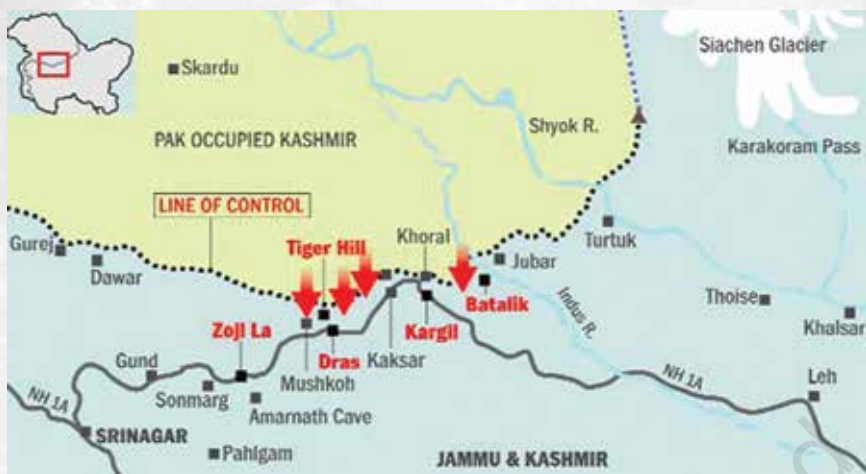 Siachen Glacier
Skardu
Shyok R.
PAK OCCUPIED KASHMIR
Karakoram Pass
LINE OF CONTROL
Gurej
Dawar
Tiger Hill
Khoral
Jubar
Turtuk
Batalik
Indus R.
Thoise
Khalsar
Zoji La
Kargil
Dras
Kaksar
Gund
Mushkoh
NH 1A
Sonmarg
Amarnath Cave
NH 1A
Leh
SRINAGAR
Pahlgam
JAMMU & KASHMIR